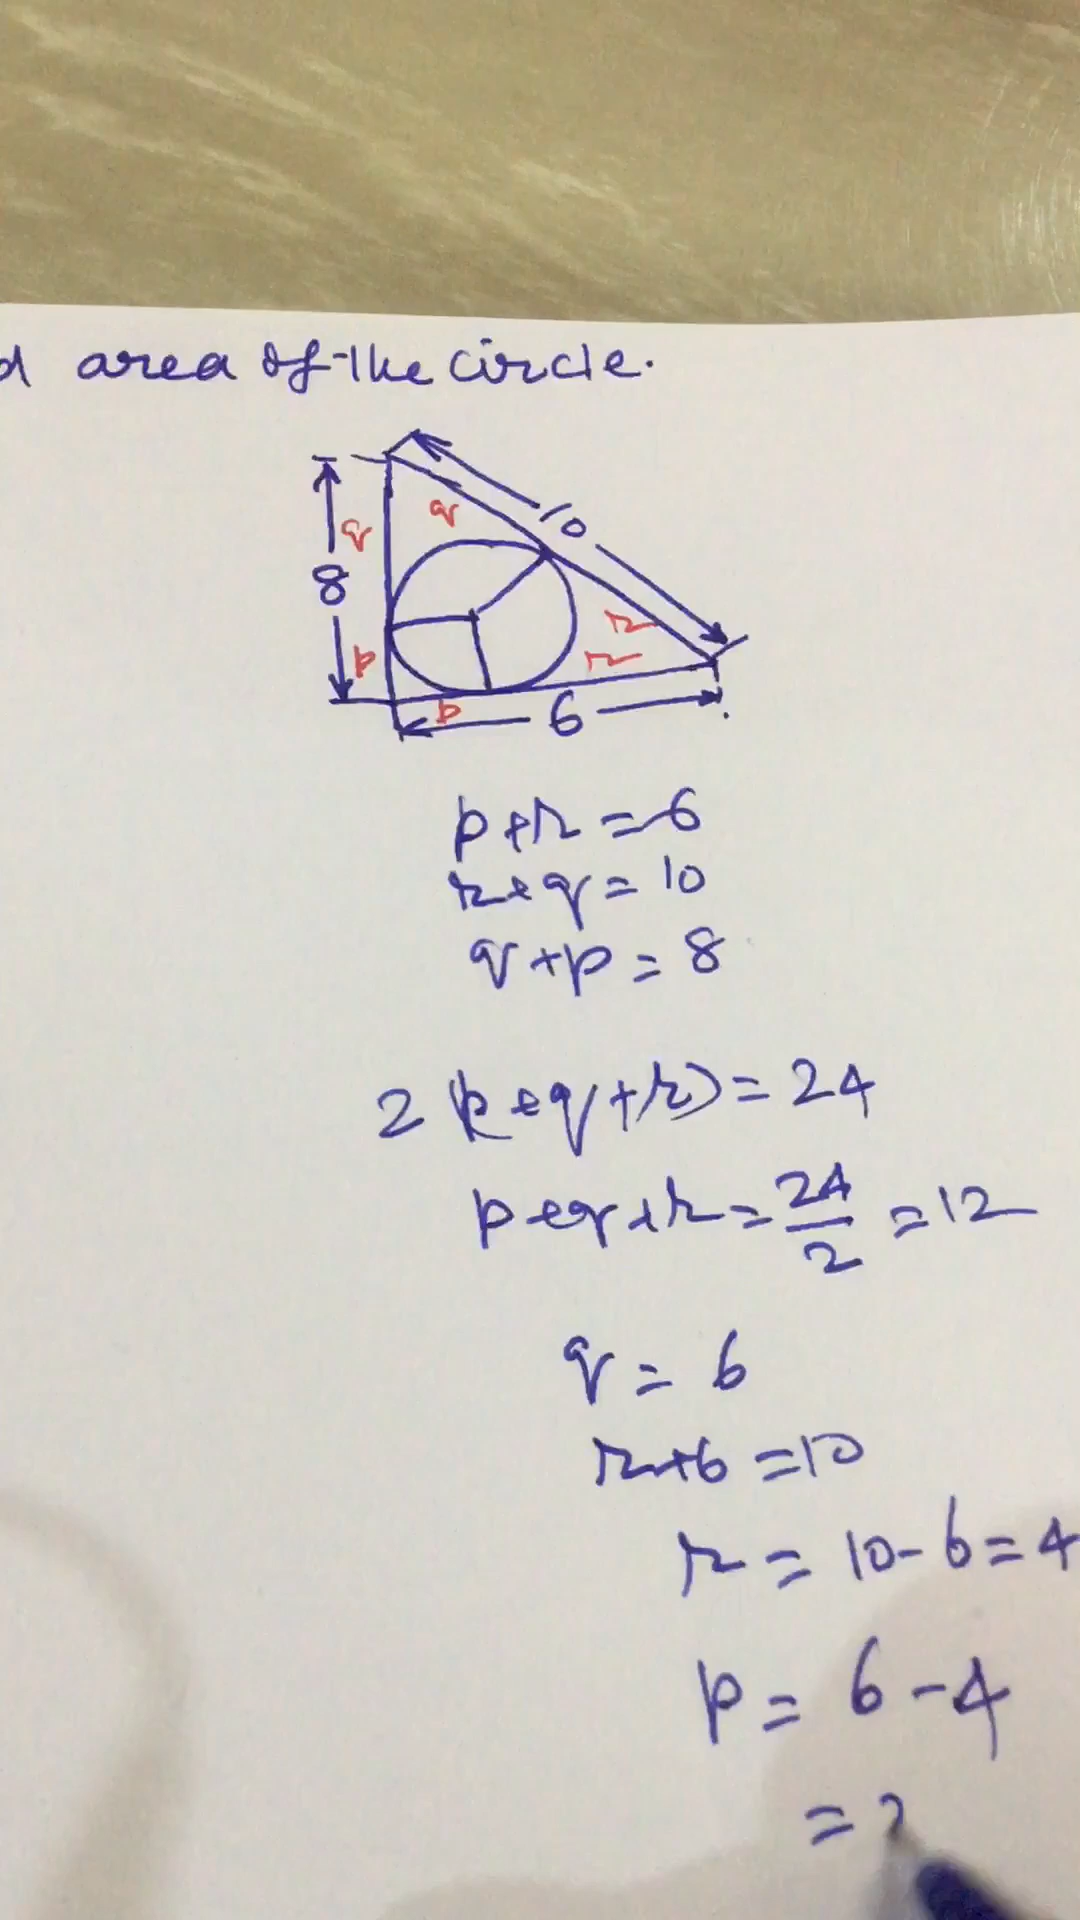 area of the circle.
10
q
q
8
r
r
p
p
6
p+r=6
r+q=10
q+p=8
2(p+q+r)=24
p+q+r=24/2=12
q=6
r+6=10
r=10-6=4
p=6-4
=